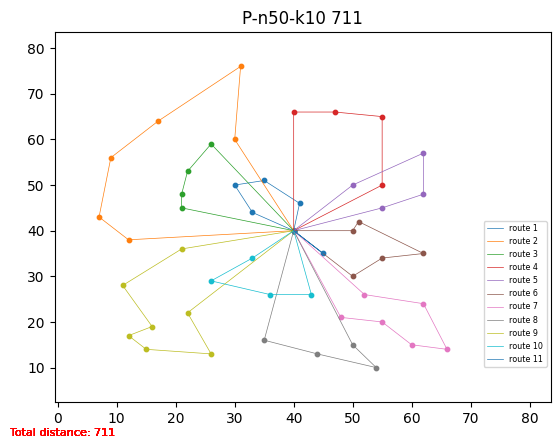 P-n50-k10 711
80
70
60
50
40
30
20
10
0 10 20 30 40 50 60 70 80
route 1
route 2
route 3
route 4
route 5
route 6
route 7
route 8
route 9
route 10
route 11
Total distance: 711